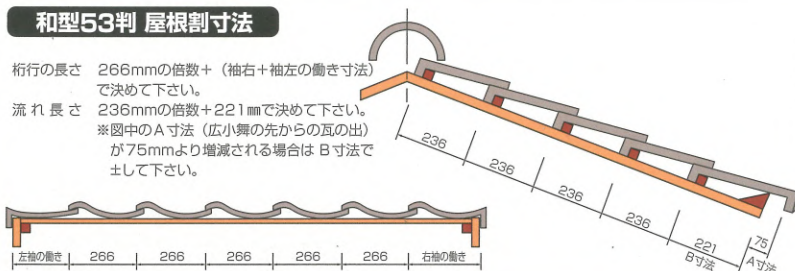 和型53判 屋根割寸法
桁行の長さ 266mmの倍数+(袖右+袖左の働き寸法)
で決めて下さい。
流れ長さ 236mmの倍数+221㎜で決めて下さい。
※図中のA寸法(広小舞の先からの瓦の出)
が75mmより増減される場合は B寸法で
±して下さい。
236
236
236
236
221
B寸法
75
A寸法
左袖の働き 266 266 266 266 266 右袖の働き